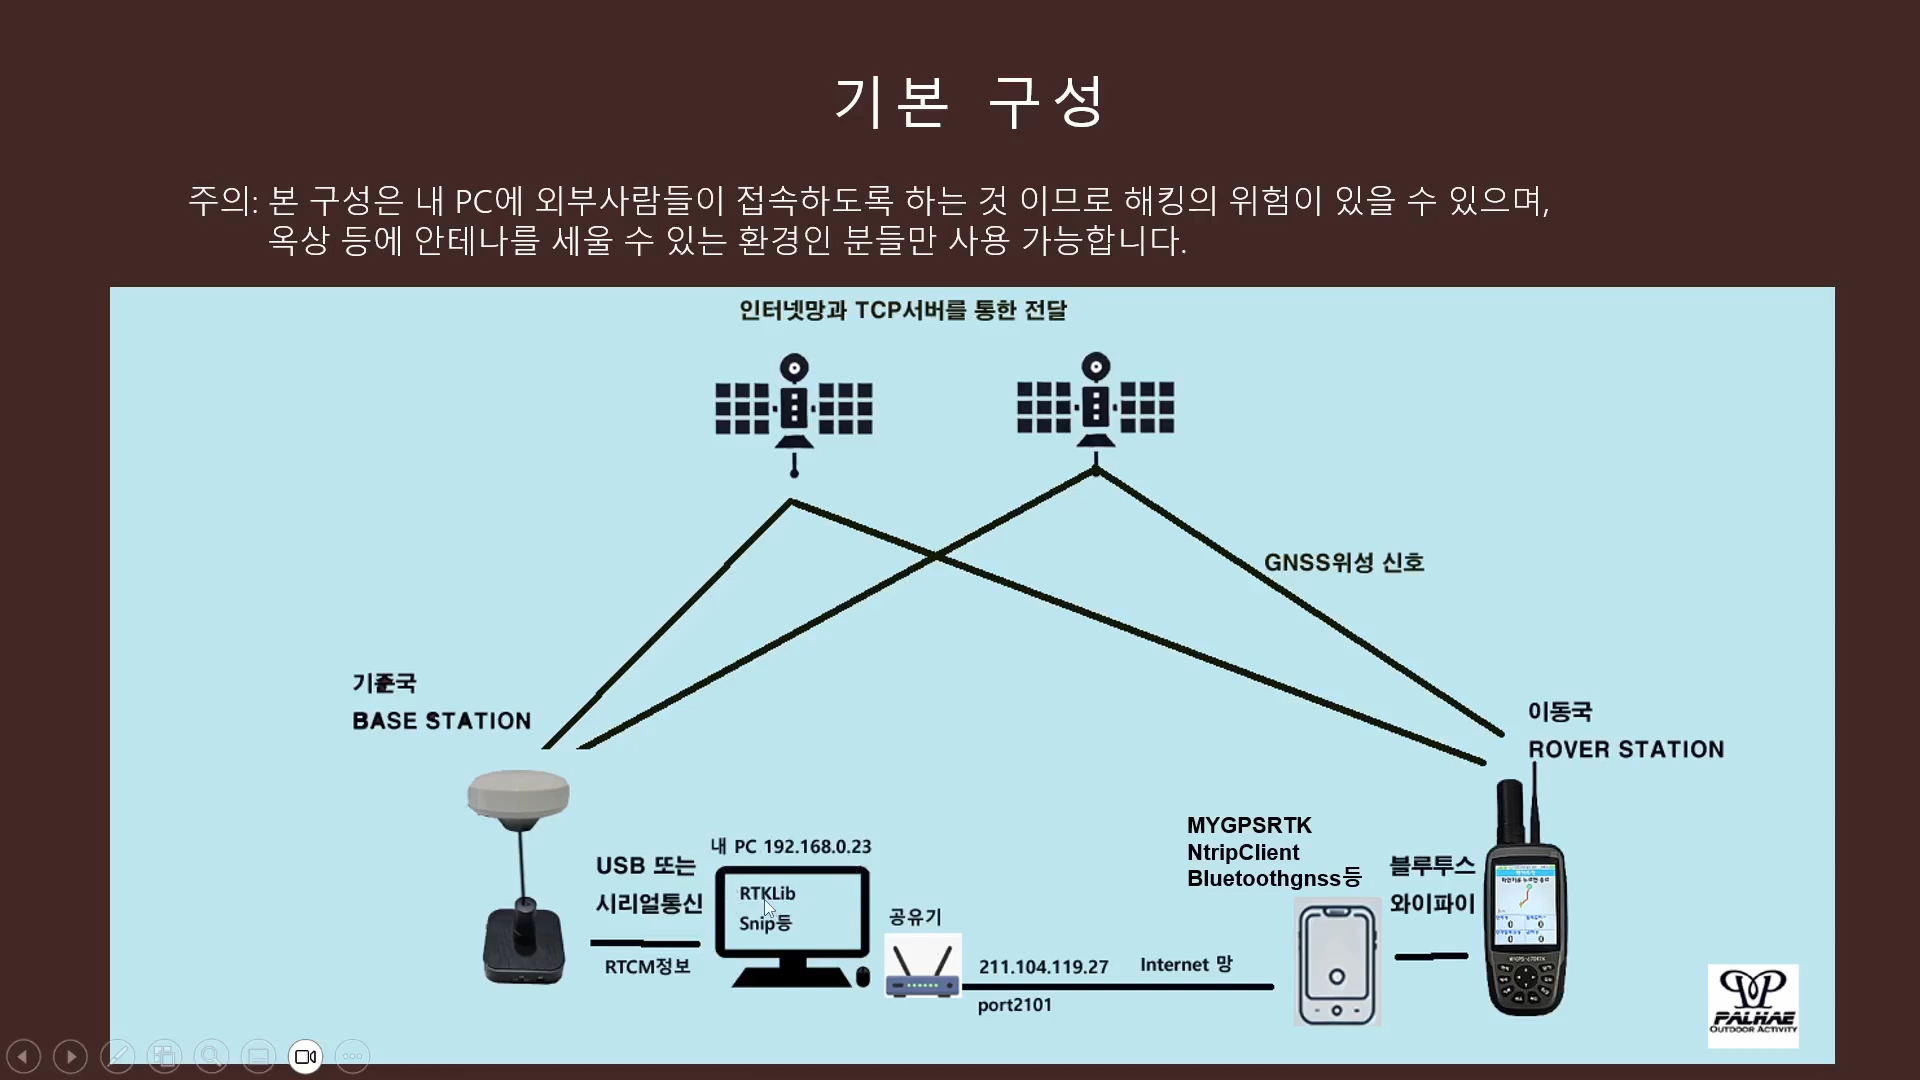 기본 구성
주의: 본 구성은 내 PC에 외부사람들이 접속하도록 하는 것 이므로 해킹의 위험이 있을 수 있으며,
옥상 등에 안테나를 세울 수 있는 환경인 분들만 사용 가능합니다.
인터넷망과 TCP서버를 통한 전달
GNSS위성 신호
기준국
BASE STATION
이동국
ROVER STATION
USB 또는
시리얼통신
RTCM정보
내 PC 192.168.0.23
RTKLib
Snip등
공유기
211.104.119.27
port2101
Internet 망
MYGPSRTK
NtripClient
Bluetoothgnss등
블루투스
와이파이
PALHAE
OUTDOOR ACTIVITY